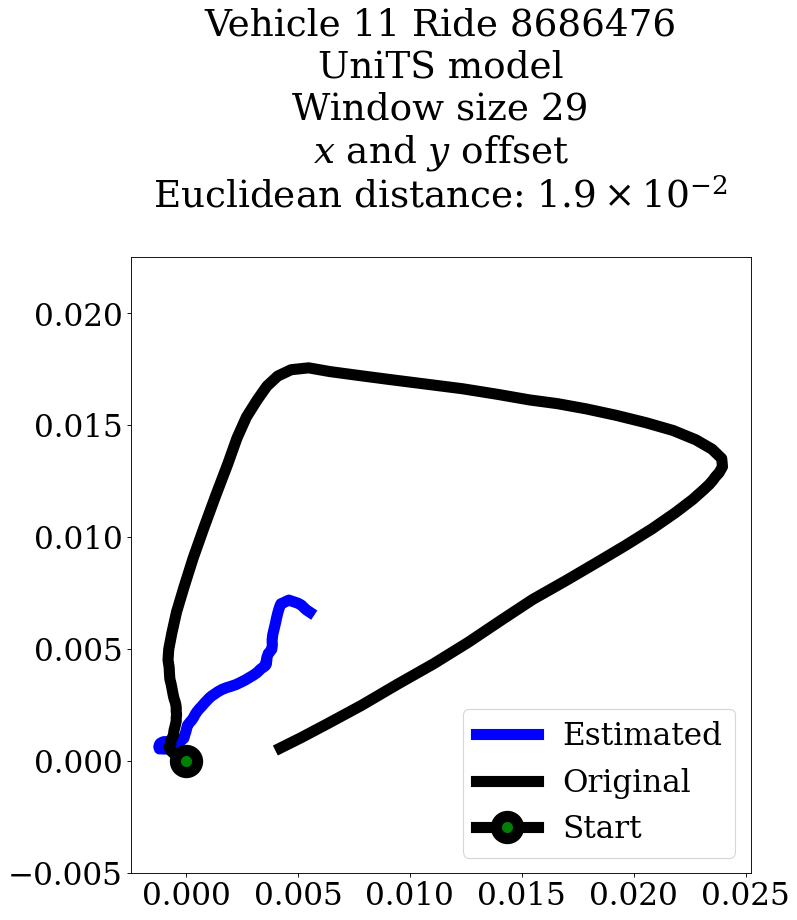 Vehicle 11 Ride 8686476
UniTS model
Window size 29
x and y offset
Euclidean distance: 1.9 × 10⁻²
0.020
0.015
0.010
0.005
0.000
−0.005
0.000 0.005 0.010 0.015 0.020 0.025
Estimated
Original
Start